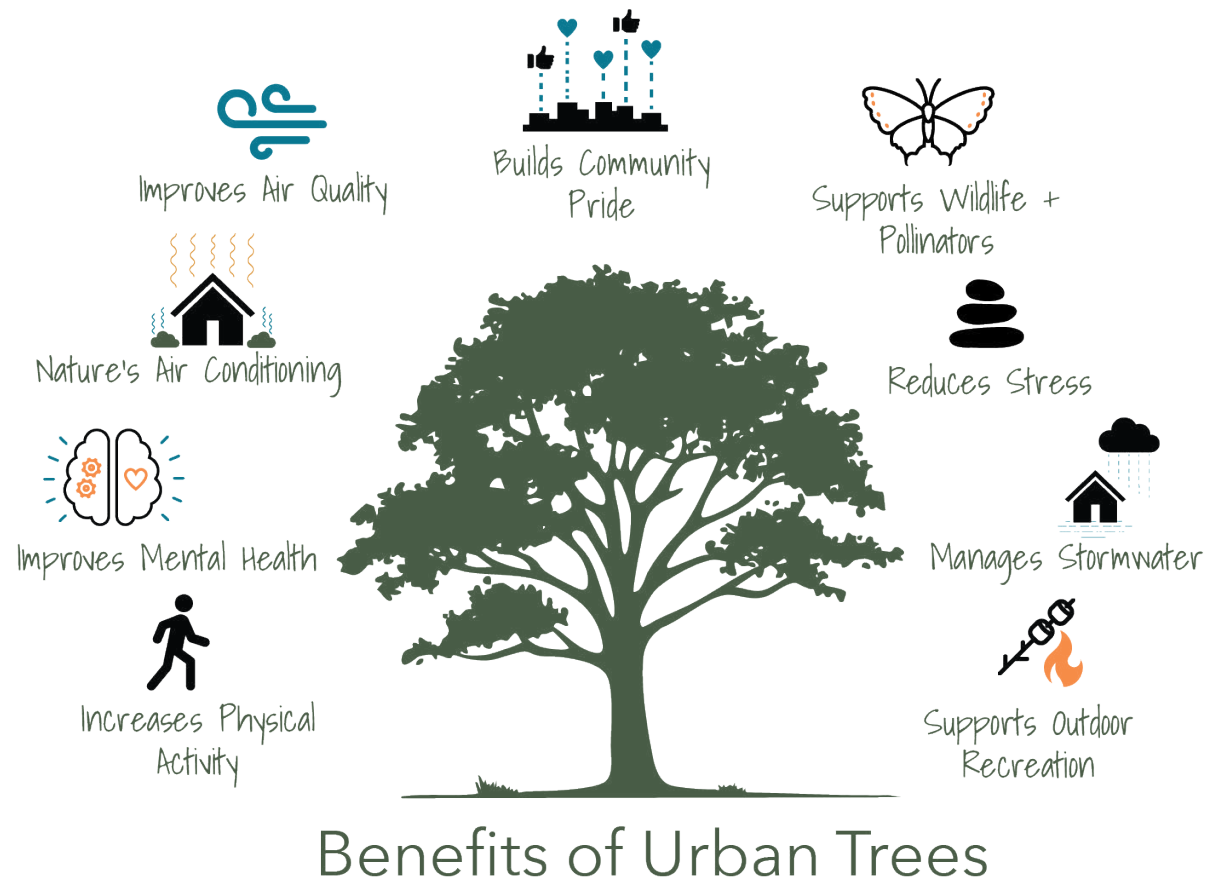 Builds Community
Pride
Improves Air Quality
Supports Wildlife +
Pollinators
Nature's Air Conditioning
Reduces Stress
Improves Mental Health
Manages Stormwater
Increases Physical
Activity
Supports Outdoor
Recreation
Benefits of Urban Trees